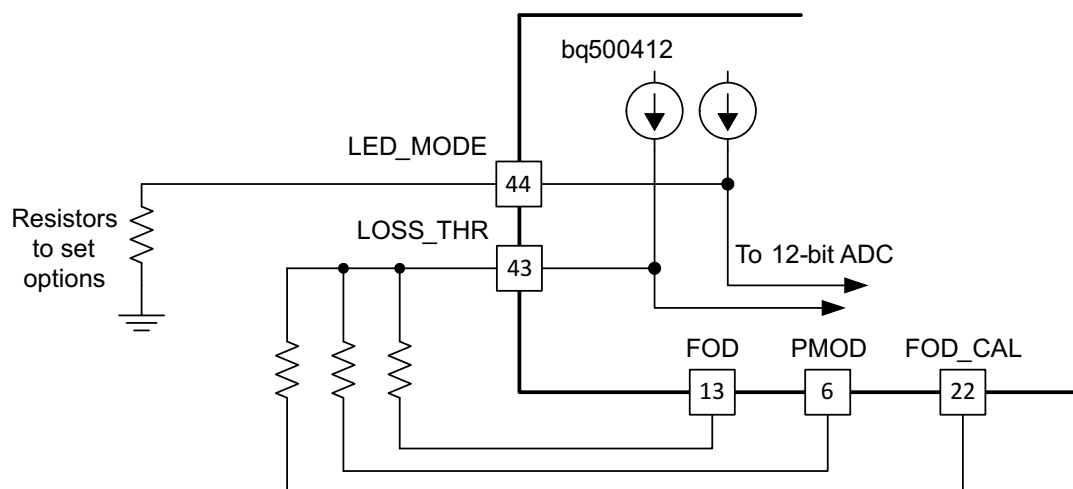 bq500412
LED_MODE
44
Resistors
to set
options
LOSS_THR
43
To 12-bit ADC
FOD
PMOD
FOD_CAL
13
6
22